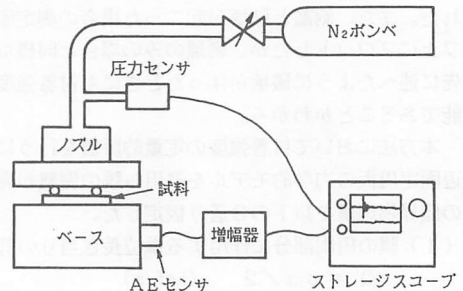 N₂ボンベ
圧力センサ
ノズル
試料
ベース
増幅器
AEセンサ
ストレージスコープ